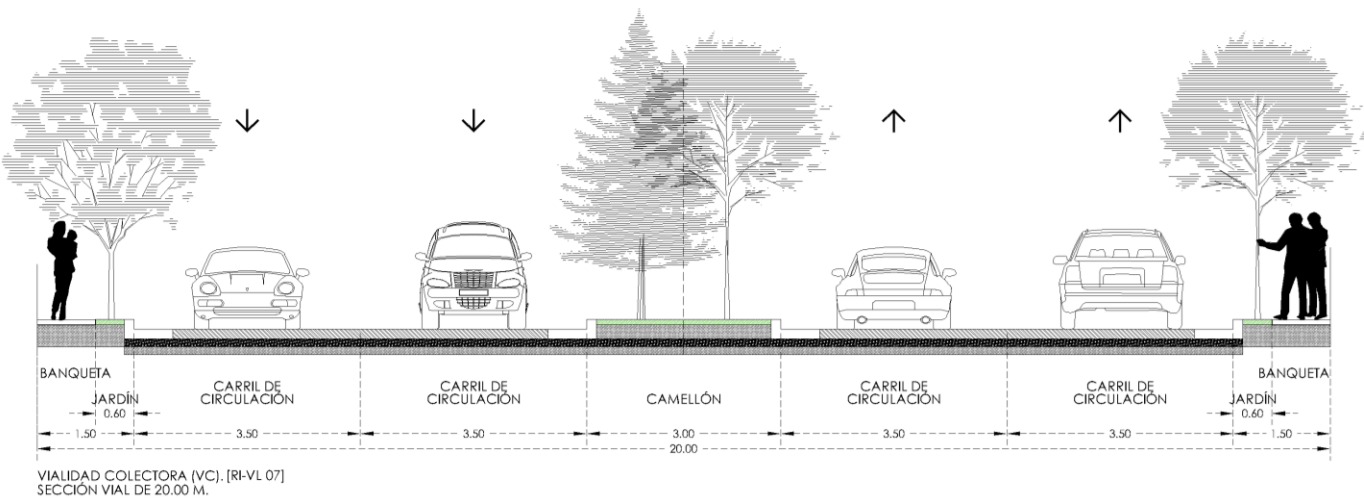 BANQUETA
JARDÍN
0.60
CARRIL DE
CIRCULACIÓN
CARRIL DE
CIRCULACIÓN
CAMELLÓN
CARRIL DE
CIRCULACIÓN
CARRIL DE
CIRCULACIÓN
BANQUETA
JARDÍN
0.60
1.50
3.50
3.50
3.00
3.50
3.50
1.50
20.00
VIALIDAD COLECTORA (VC). [RI-VL 07]
SECCIÓN VIAL DE 20.00 M.